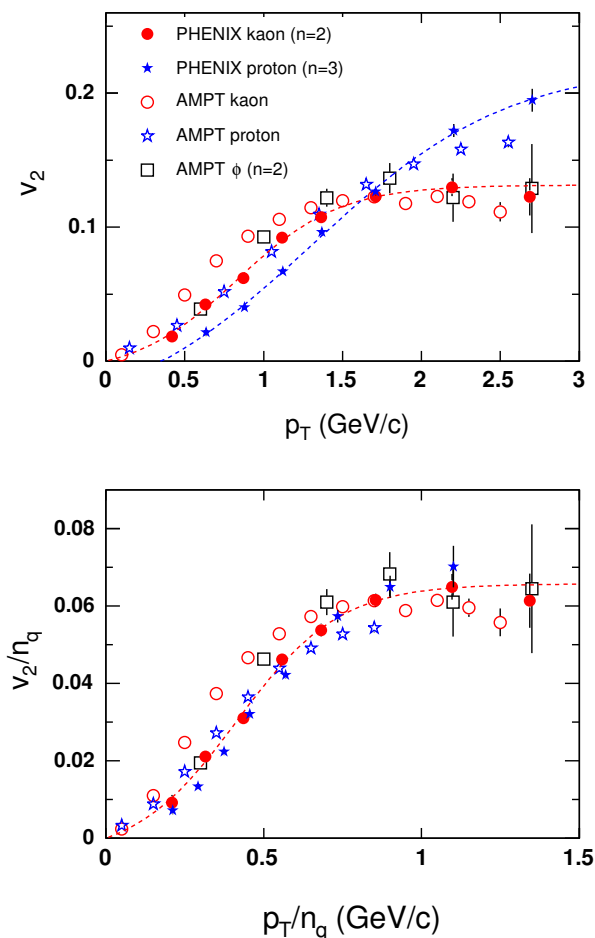 0.2
0.1
0
v2
PHENIX kaon (n=2)
PHENIX proton (n=3)
AMPT kaon
AMPT proton
AMPT ϕ (n=2)
0 0.5 1 1.5 2 2.5 3
pT (GeV/c)
0.08
0.06
0.04
0.02
0
v2/nq
0 0.5 1 1.5
pT/nq (GeV/c)